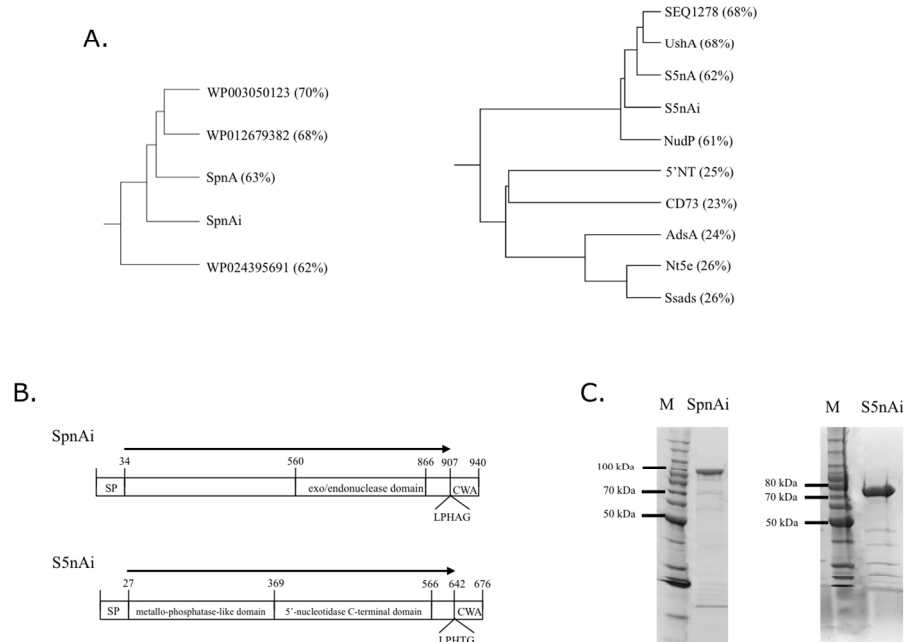 A.
WP003050123 (70%)
WP012679382 (68%)
SpnA (63%)
SpnAi
WP024395691 (62%)
SEQ1278 (68%)
UshA (68%)
S5nA (62%)
S5nAi
NudP (61%)
5'NT (25%)
CD73 (23%)
AdsA (24%)
Nt5e (26%)
Ssads (26%)
B.
SpnAi
34 560 866 907 940
SP exo/endonuclease domain CWA
LPHAG
S5nAi
27 369 566 642 676
SP metallo-phosphatase-like domain 5'-nucleotidase C-terminal domain CWA
LPHTG
C.
M SpnAi
100 kDa
70 kDa
50 kDa
M S5nAi
80 kDa
70 kDa
50 kDa